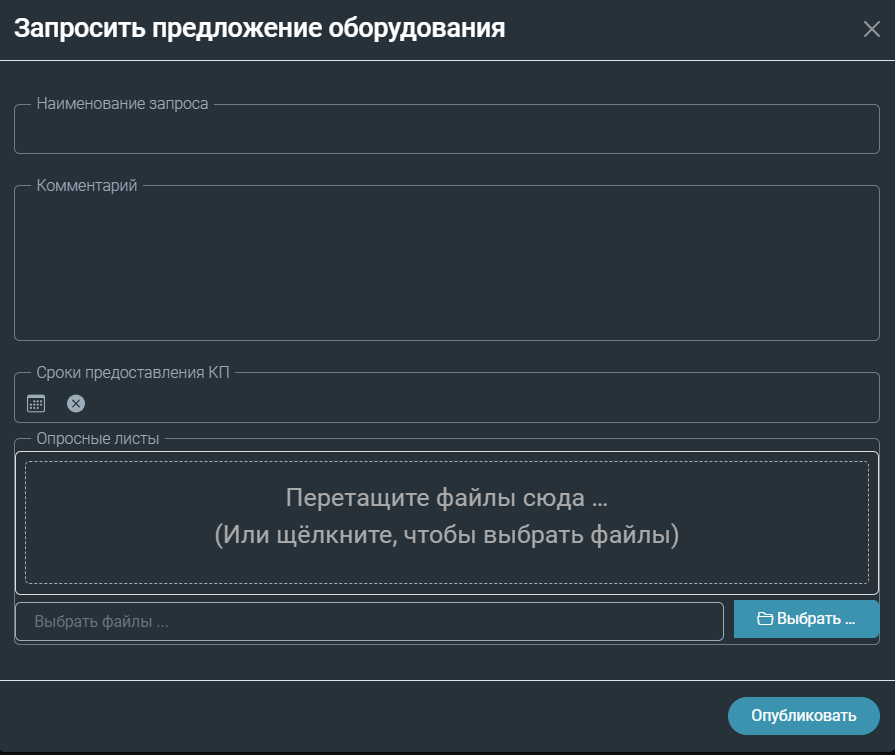 Запросить предложение оборудования
Наименование запроса
Комментарий
Сроки предоставления КП
Опросные листы
Перетащите файлы сюда …
(Или щёлкните, чтобы выбрать файлы)
Выбрать файлы ...
Выбрать …
Опубликовать